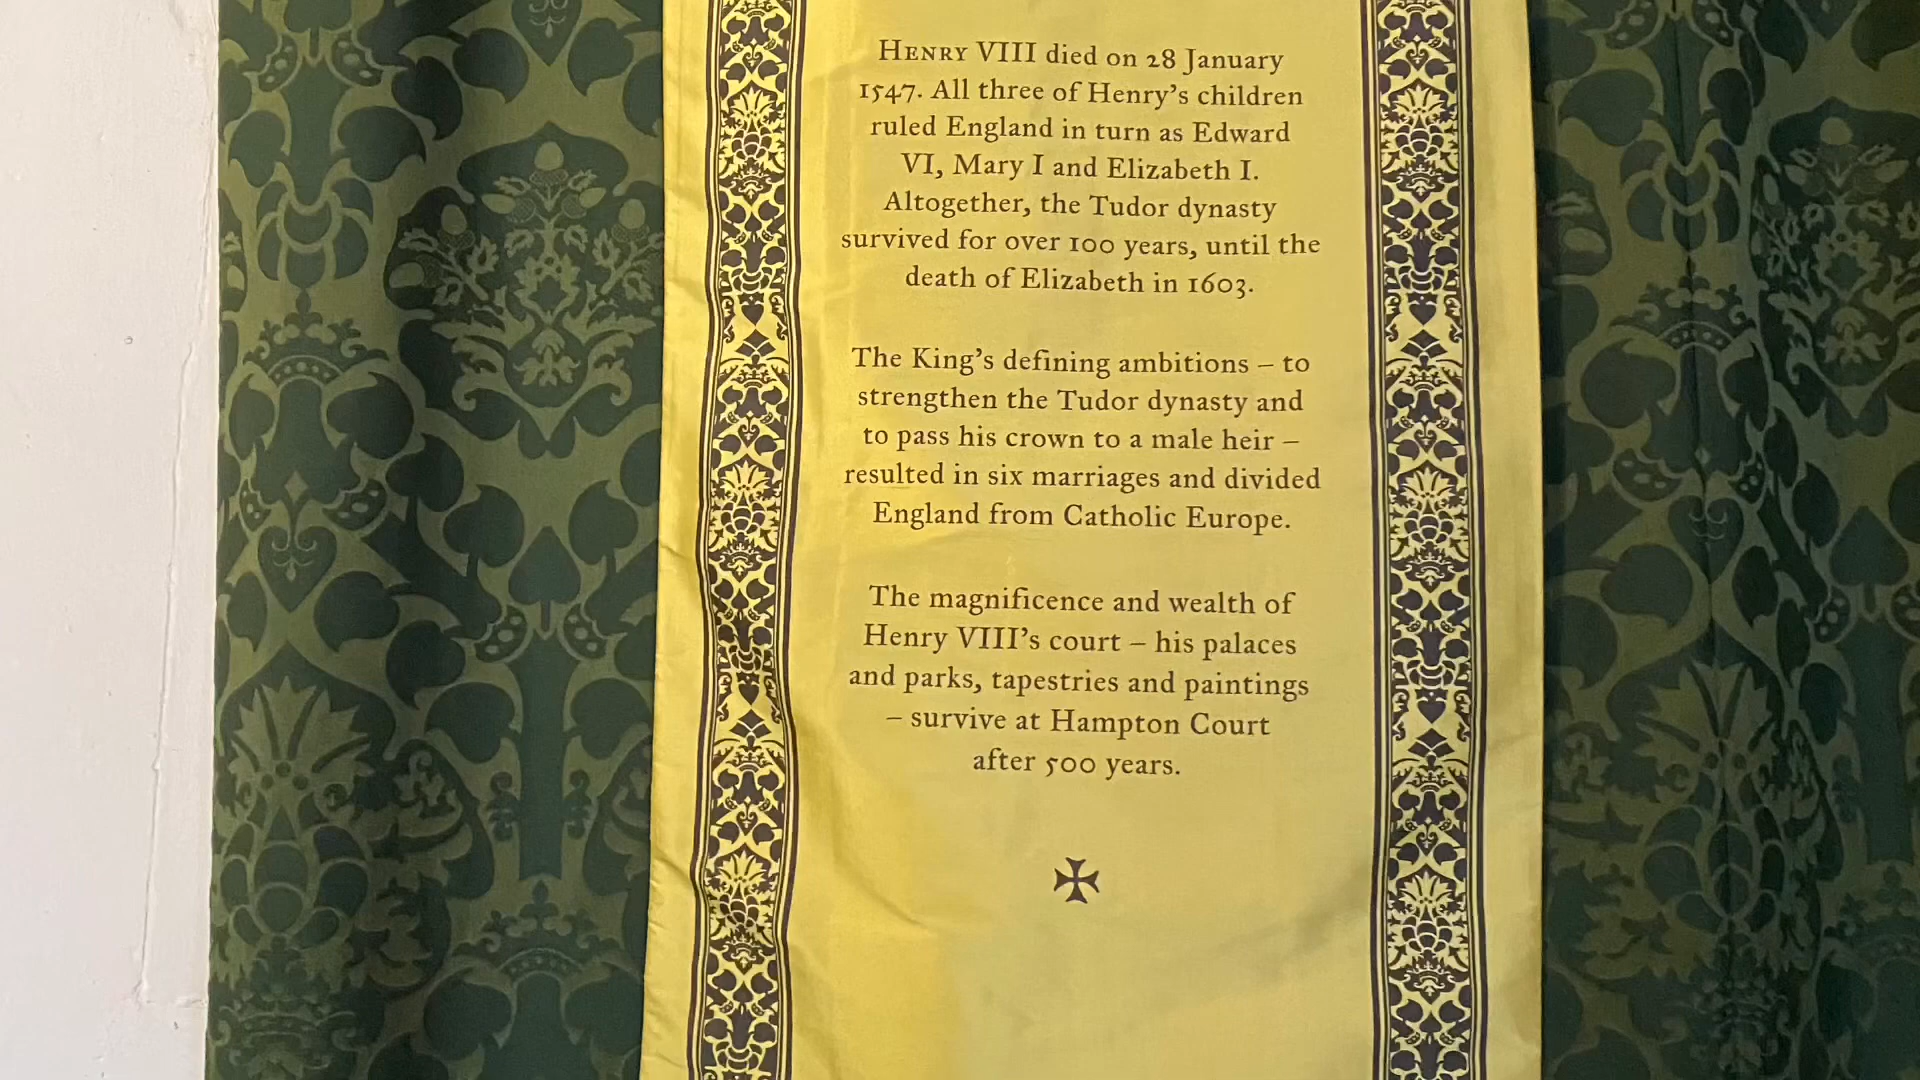 HENRY VIII died on 28 January
1547. All three of Henry's children
ruled England in turn as Edward
VI, Mary I and Elizabeth I.
Altogether, the Tudor dynasty
survived for over 100 years, until the
death of Elizabeth in 1603.
The King's defining ambitions – to
strengthen the Tudor dynasty and
to pass his crown to a male heir –
resulted in six marriages and divided
England from Catholic Europe.
The magnificence and wealth of
Henry VIII's court – his palaces
and parks, tapestries and paintings
– survive at Hampton Court
after 500 years.